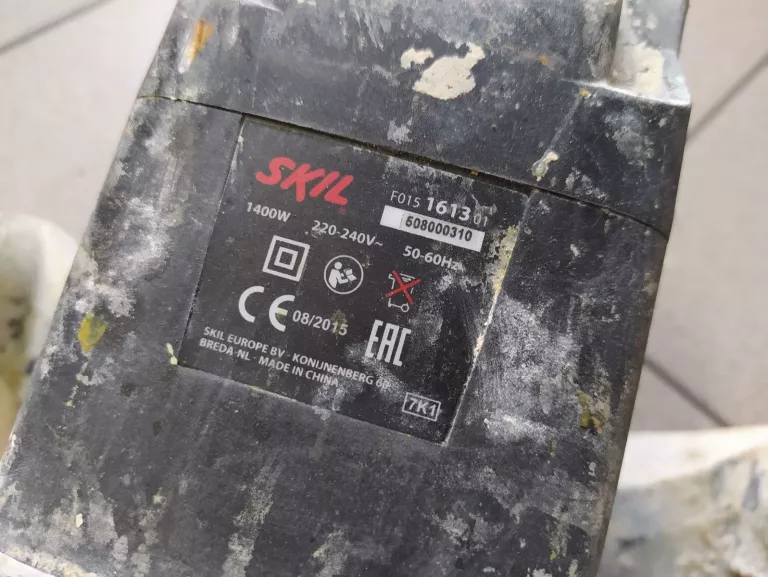 SKIL
F015 1613 01
508000310
1400W 220-240V~ 50-60Hz
CE 08/2015 EAC
SKIL EUROPE BV · KONIJNENBERG 60
BREDA-NL · MADE IN CHINA
7K1